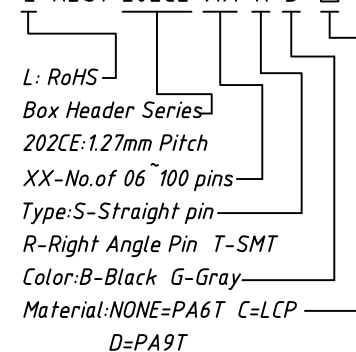 L: RoHS
Box Header Series
202CE:1.27mm Pitch
XX-No.of 06~100 pins
Type:S-Straight pin
R-Right Angle Pin T-SMT
Color:B-Black G-Gray
Material:NONE=PA6T C=LCP
D=PA9T